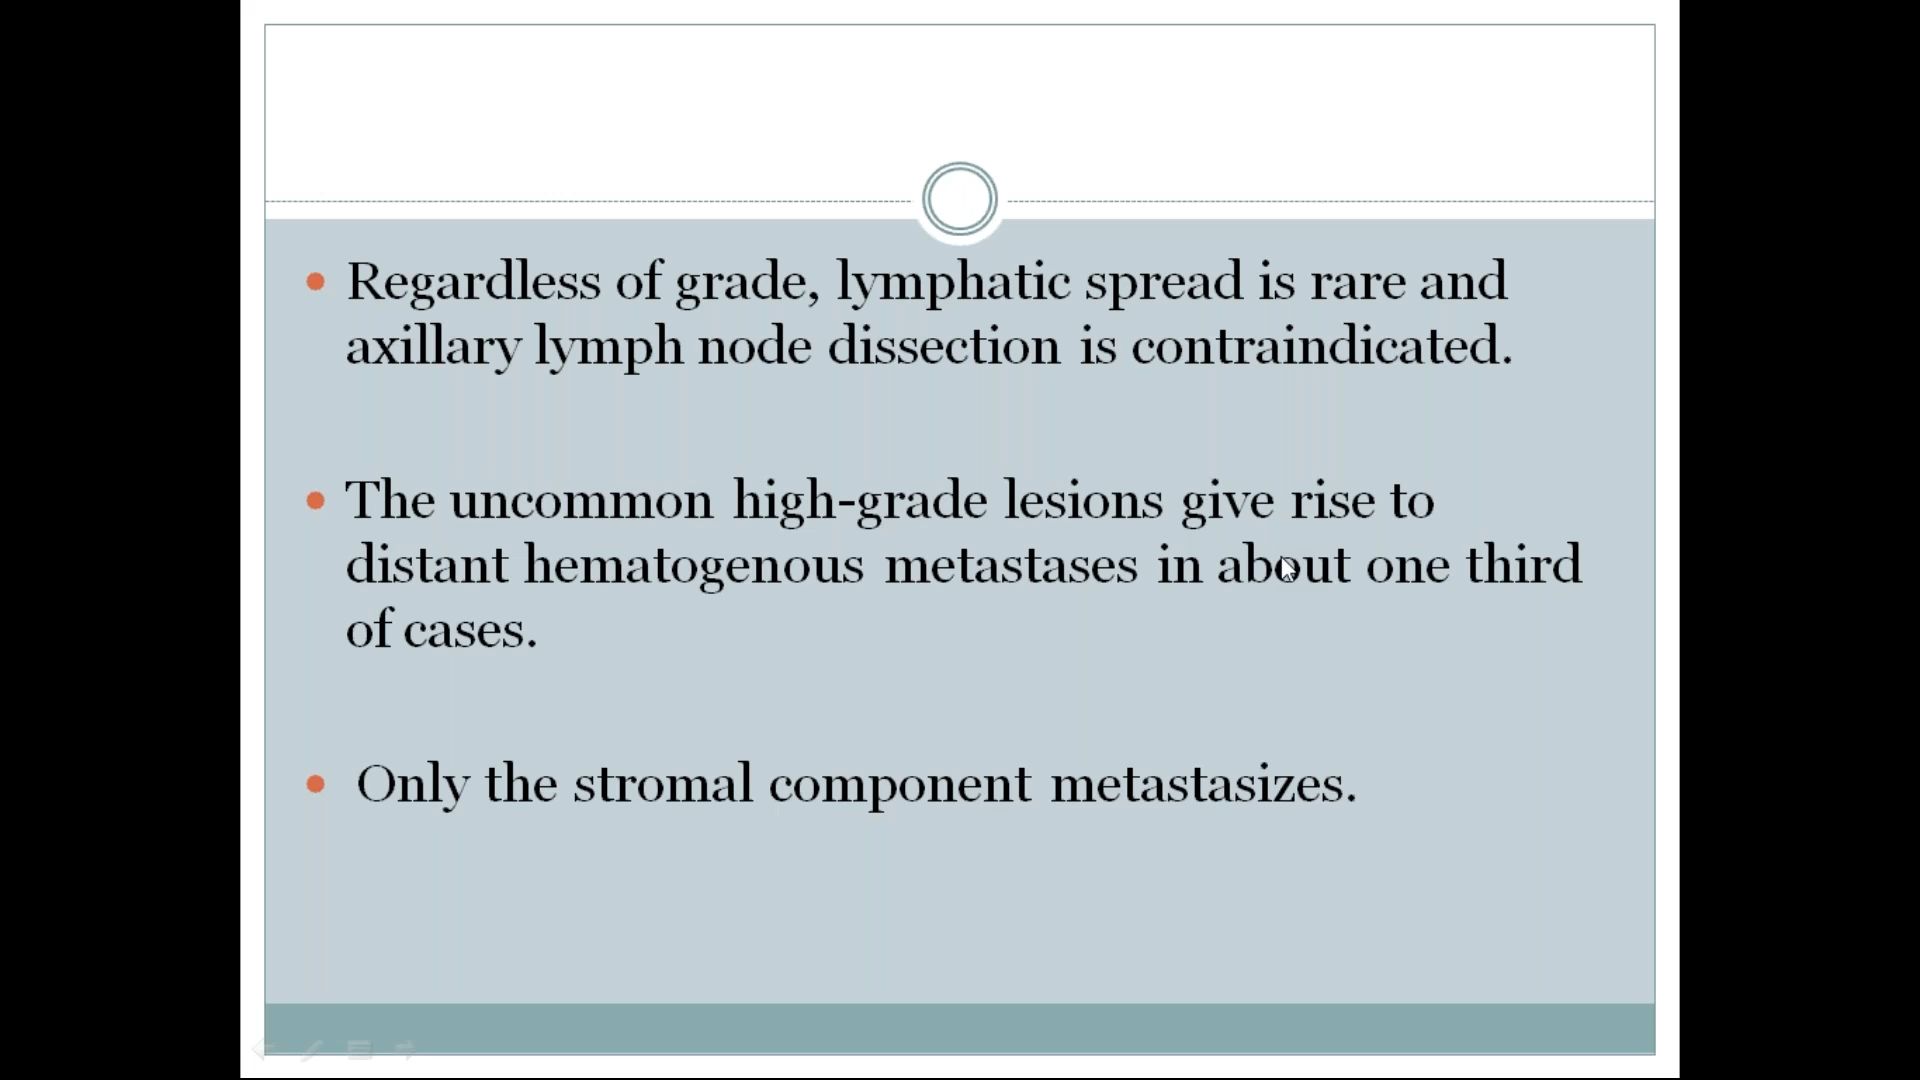 Regardless of grade, lymphatic spread is rare and
axillary lymph node dissection is contraindicated.
The uncommon high-grade lesions give rise to
distant hematogenous metastases in about one third
of cases.
Only the stromal component metastasizes.